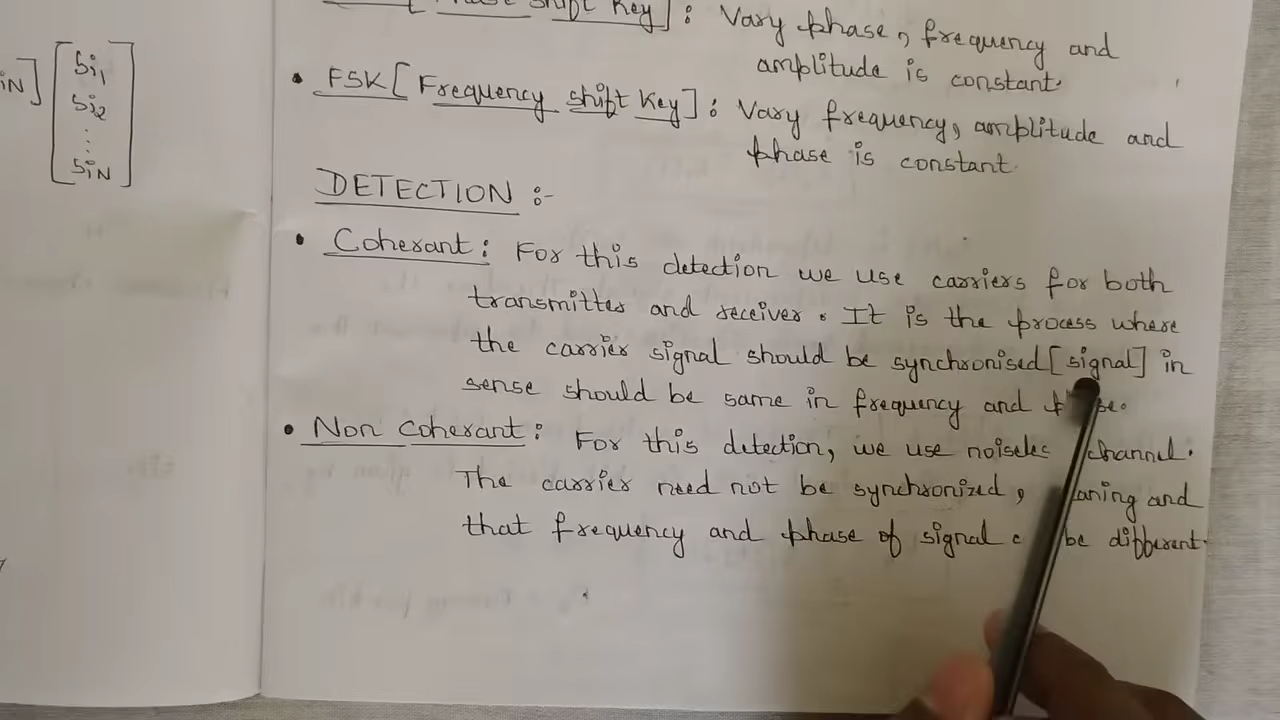 iN] [Si1
Si2
⋮
SiN]
shift Key] : Vary phase, frequency and
amplitude is constant.
• FSK [Frequency shift Key] : Vary frequency, amplitude and
phase is constant.
DETECTION :-
• Coherant : For this detection we use carriers for both
transmitter and receiver. It is the process where
the carrier signal should be synchronised [signal] in
sense should be same in frequency and
• Non Coherant : For this detection, we use channel.
The carrier need not be synchronized, and
that frequency and phase of signal be different.